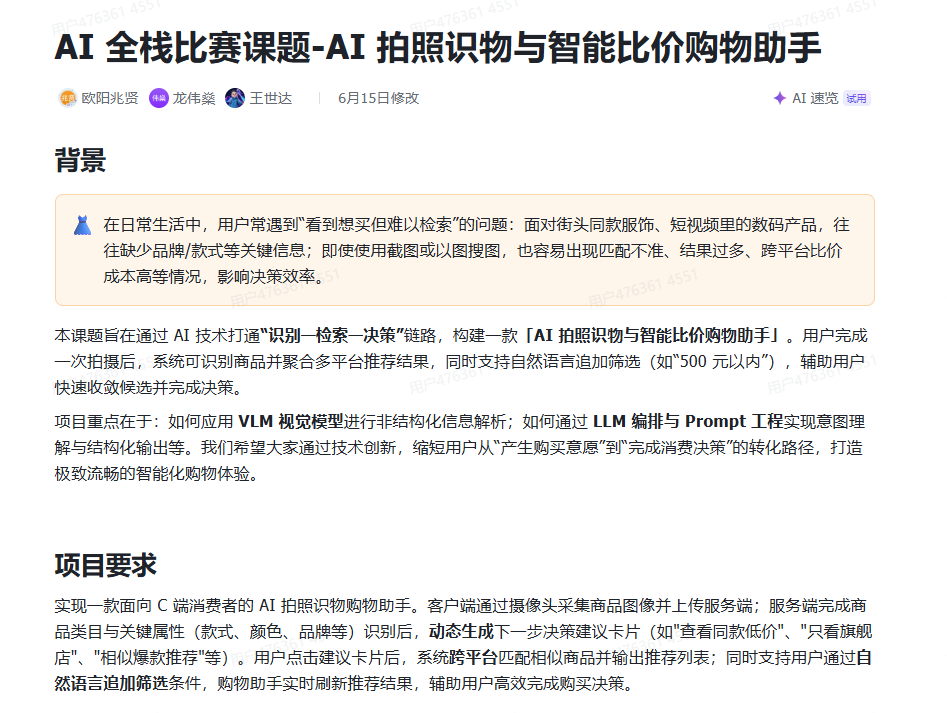 AI 全栈比赛课题-AI 拍照识物与智能比价购物助手
欧阳兆贤 龙伟燊 王世达 6月15日修改 AI 速览 试用
背景
在日常生活中，用户常遇到“看到想买但难以检索”的问题：面对街头同款服饰、短视频里的数码产品，往
往缺少品牌/款式等关键信息；即使使用截图或以图搜图，也容易出现匹配不准、结果过多、跨平台比价
成本高等情况，影响决策效率。
本课题旨在通过 AI 技术打通“识别—检索—决策”链路，构建一款「AI 拍照识物与智能比价购物助手」。用户完成
一次拍摄后，系统可识别商品并聚合多平台推荐结果，同时支持自然语言追加筛选（如“500 元以内”），辅助用户
快速收敛候选并完成决策。
项目重点在于：如何应用 VLM 视觉模型进行非结构化信息解析；如何通过 LLM 编排与 Prompt 工程实现意图理
解与结构化输出等。我们希望大家通过技术创新，缩短用户从“产生购买意愿”到“完成消费决策”的转化路径，打造
极致流畅的智能化购物体验。
项目要求
实现一款面向 C 端消费者的 AI 拍照识物购物助手。客户端通过摄像头采集商品图像并上传服务端；服务端完成商
品类目与关键属性（款式、颜色、品牌等）识别后，动态生成下一步决策建议卡片（如"查看同款低价"、"只看旗舰
店"、"相似爆款推荐"等）。用户点击建议卡片后，系统跨平台匹配相似商品并输出推荐列表；同时支持用户通过自
然语言追加筛选条件，购物助手实时刷新推荐结果，辅助用户高效完成购买决策。
用户476361 4551